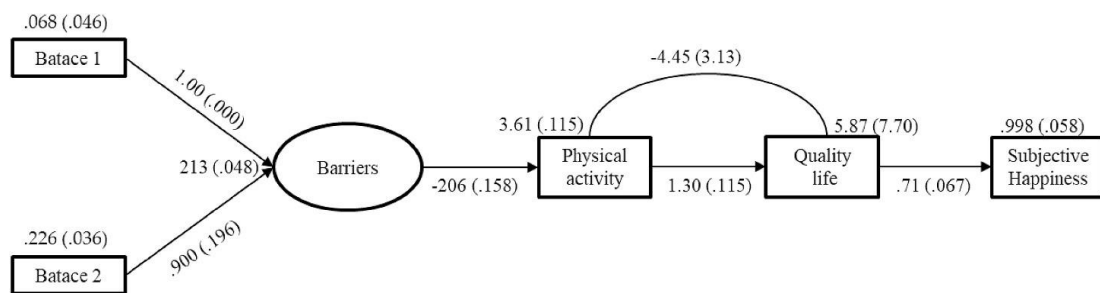 .068 (.046)
Batace 1
1.00 (.000)
213 (.048)
Barriers
.226 (.036)
Batace 2
.900 (.196)
-206 (.158)
3.61 (.115)
Physical
activity
-4.45 (3.13)
1.30 (.115)
5.87 (7.70)
Quality
life
.71 (.067)
.998 (.058)
Subjective
Happiness